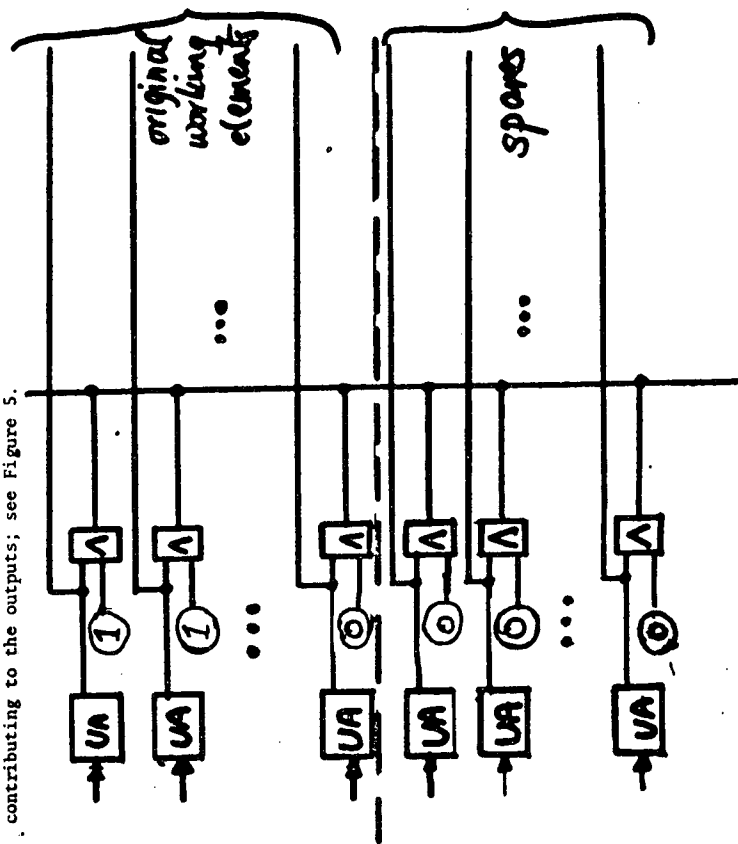 contributing to the outputs; see Figure 5.
original
working
elements
spares
...
...
UA 1 Λ
UA 1 Λ
...
UA 0 Λ
UA 0 Λ
UA 0 Λ
...
UA 0 Λ